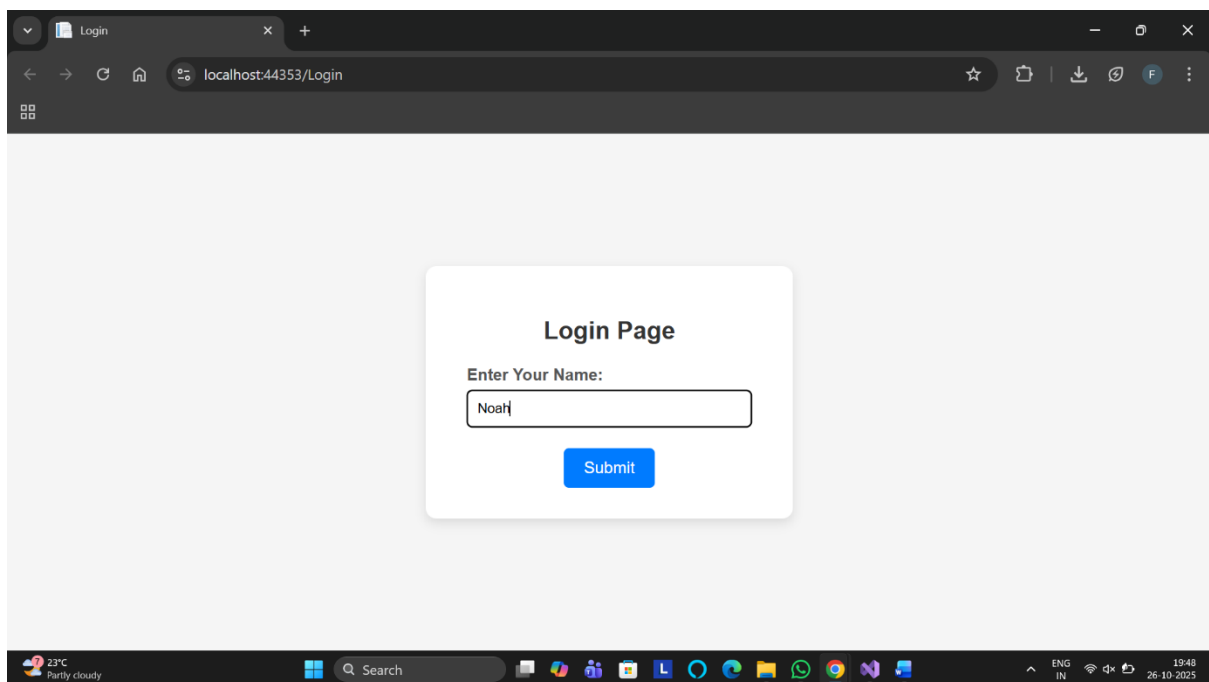 Login
localhost:44353/Login
F
Login Page
Enter Your Name:
Noah
Submit
7
23°C
Partly cloudy
Search
L
ENG
IN
19:48
26-10-2025